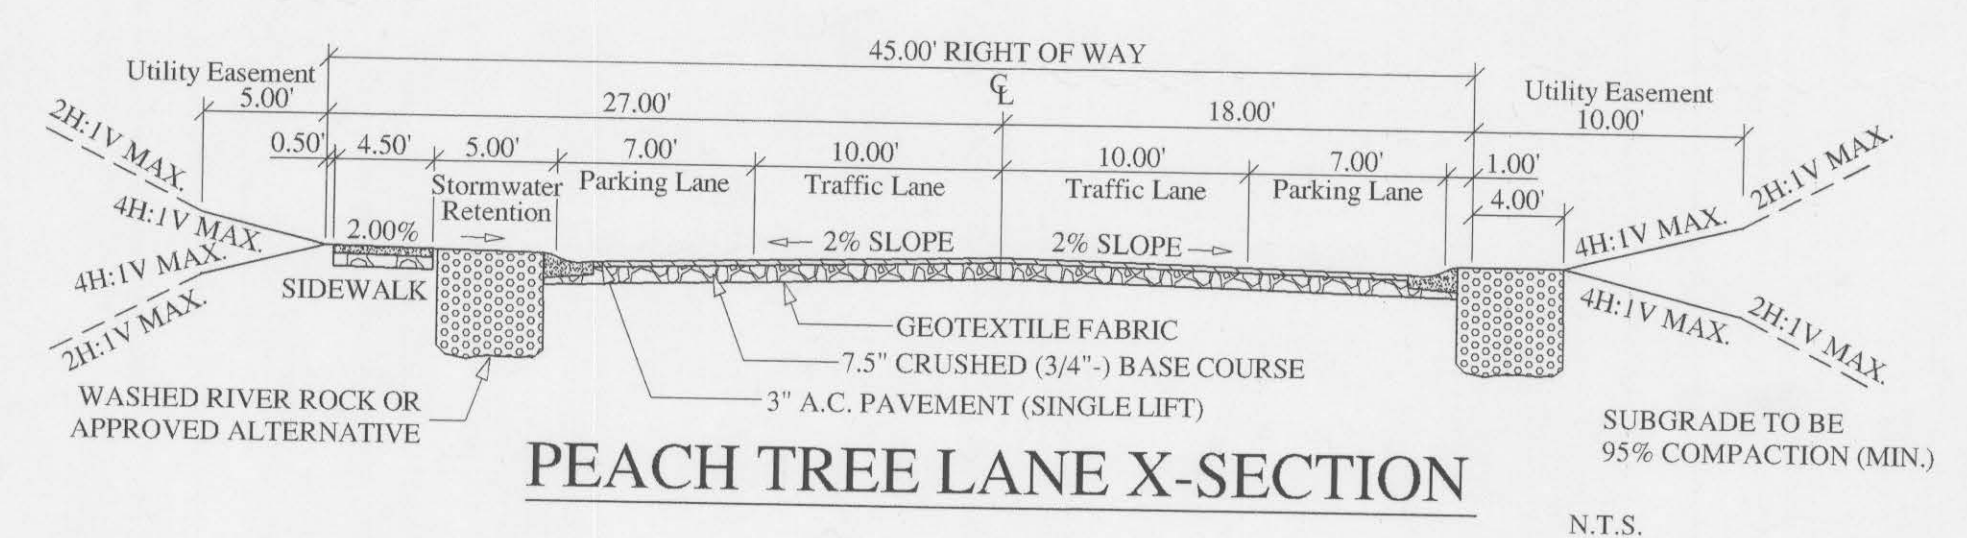 45.00' RIGHT OF WAY
Utility Easement
5.00'
27.00'
℄
18.00'
Utility Easement
10.00'
0.50'
4.50'
5.00'
7.00'
10.00'
10.00'
7.00'
1.00'
Stormwater
Retention
Parking Lane
Traffic Lane
Traffic Lane
Parking Lane
4.00'
2H:1V MAX.
4H:1V MAX.
4H:1V MAX.
2H:1V MAX.
2.00%
2% SLOPE
2% SLOPE
2H:1V MAX.
4H:1V MAX.
4H:1V MAX.
2H:1V MAX.
SIDEWALK
GEOTEXTILE FABRIC
7.5" CRUSHED (3/4"-) BASE COURSE
3" A.C. PAVEMENT (SINGLE LIFT)
WASHED RIVER ROCK OR
APPROVED ALTERNATIVE
SUBGRADE TO BE
95% COMPACTION (MIN.)
PEACH TREE LANE X-SECTION
N.T.S.